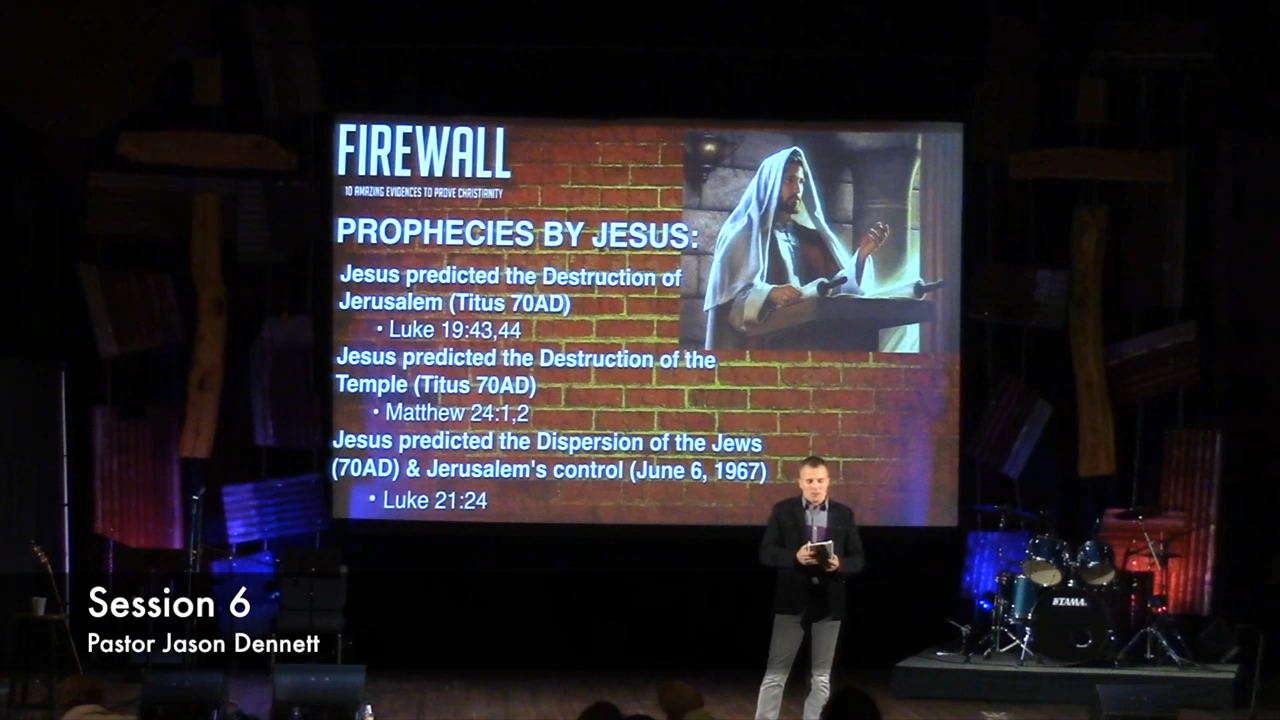 FIREWALL
10 AMAZING EVIDENCES TO PROVE CHRISTIANITY
PROPHECIES BY JESUS:
Jesus predicted the Destruction of
Jerusalem (Titus 70AD)
• Luke 19:43,44
Jesus predicted the Destruction of the
Temple (Titus 70AD)
• Matthew 24:1,2
Jesus predicted the Dispersion of the Jews
(70AD) & Jerusalem's control (June 6, 1967)
• Luke 21:24
Session 6
Pastor Jason Dennett
TAMA